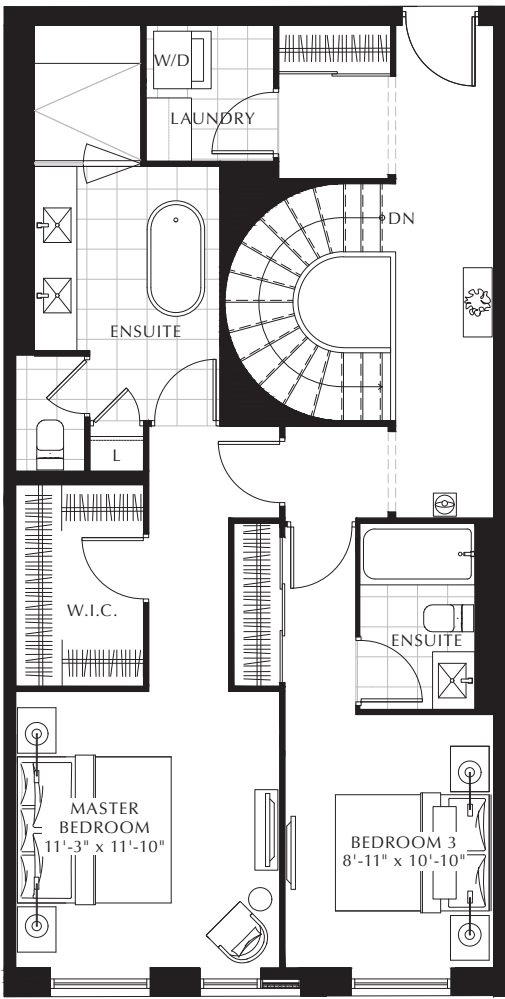 W/D
LAUNDRY
DN
ENSUITE
L
W.I.C.
ENSUITE
MASTER
BEDROOM
11'-3" x 11'-10"
BEDROOM 3
8'-11" x 10'-10"